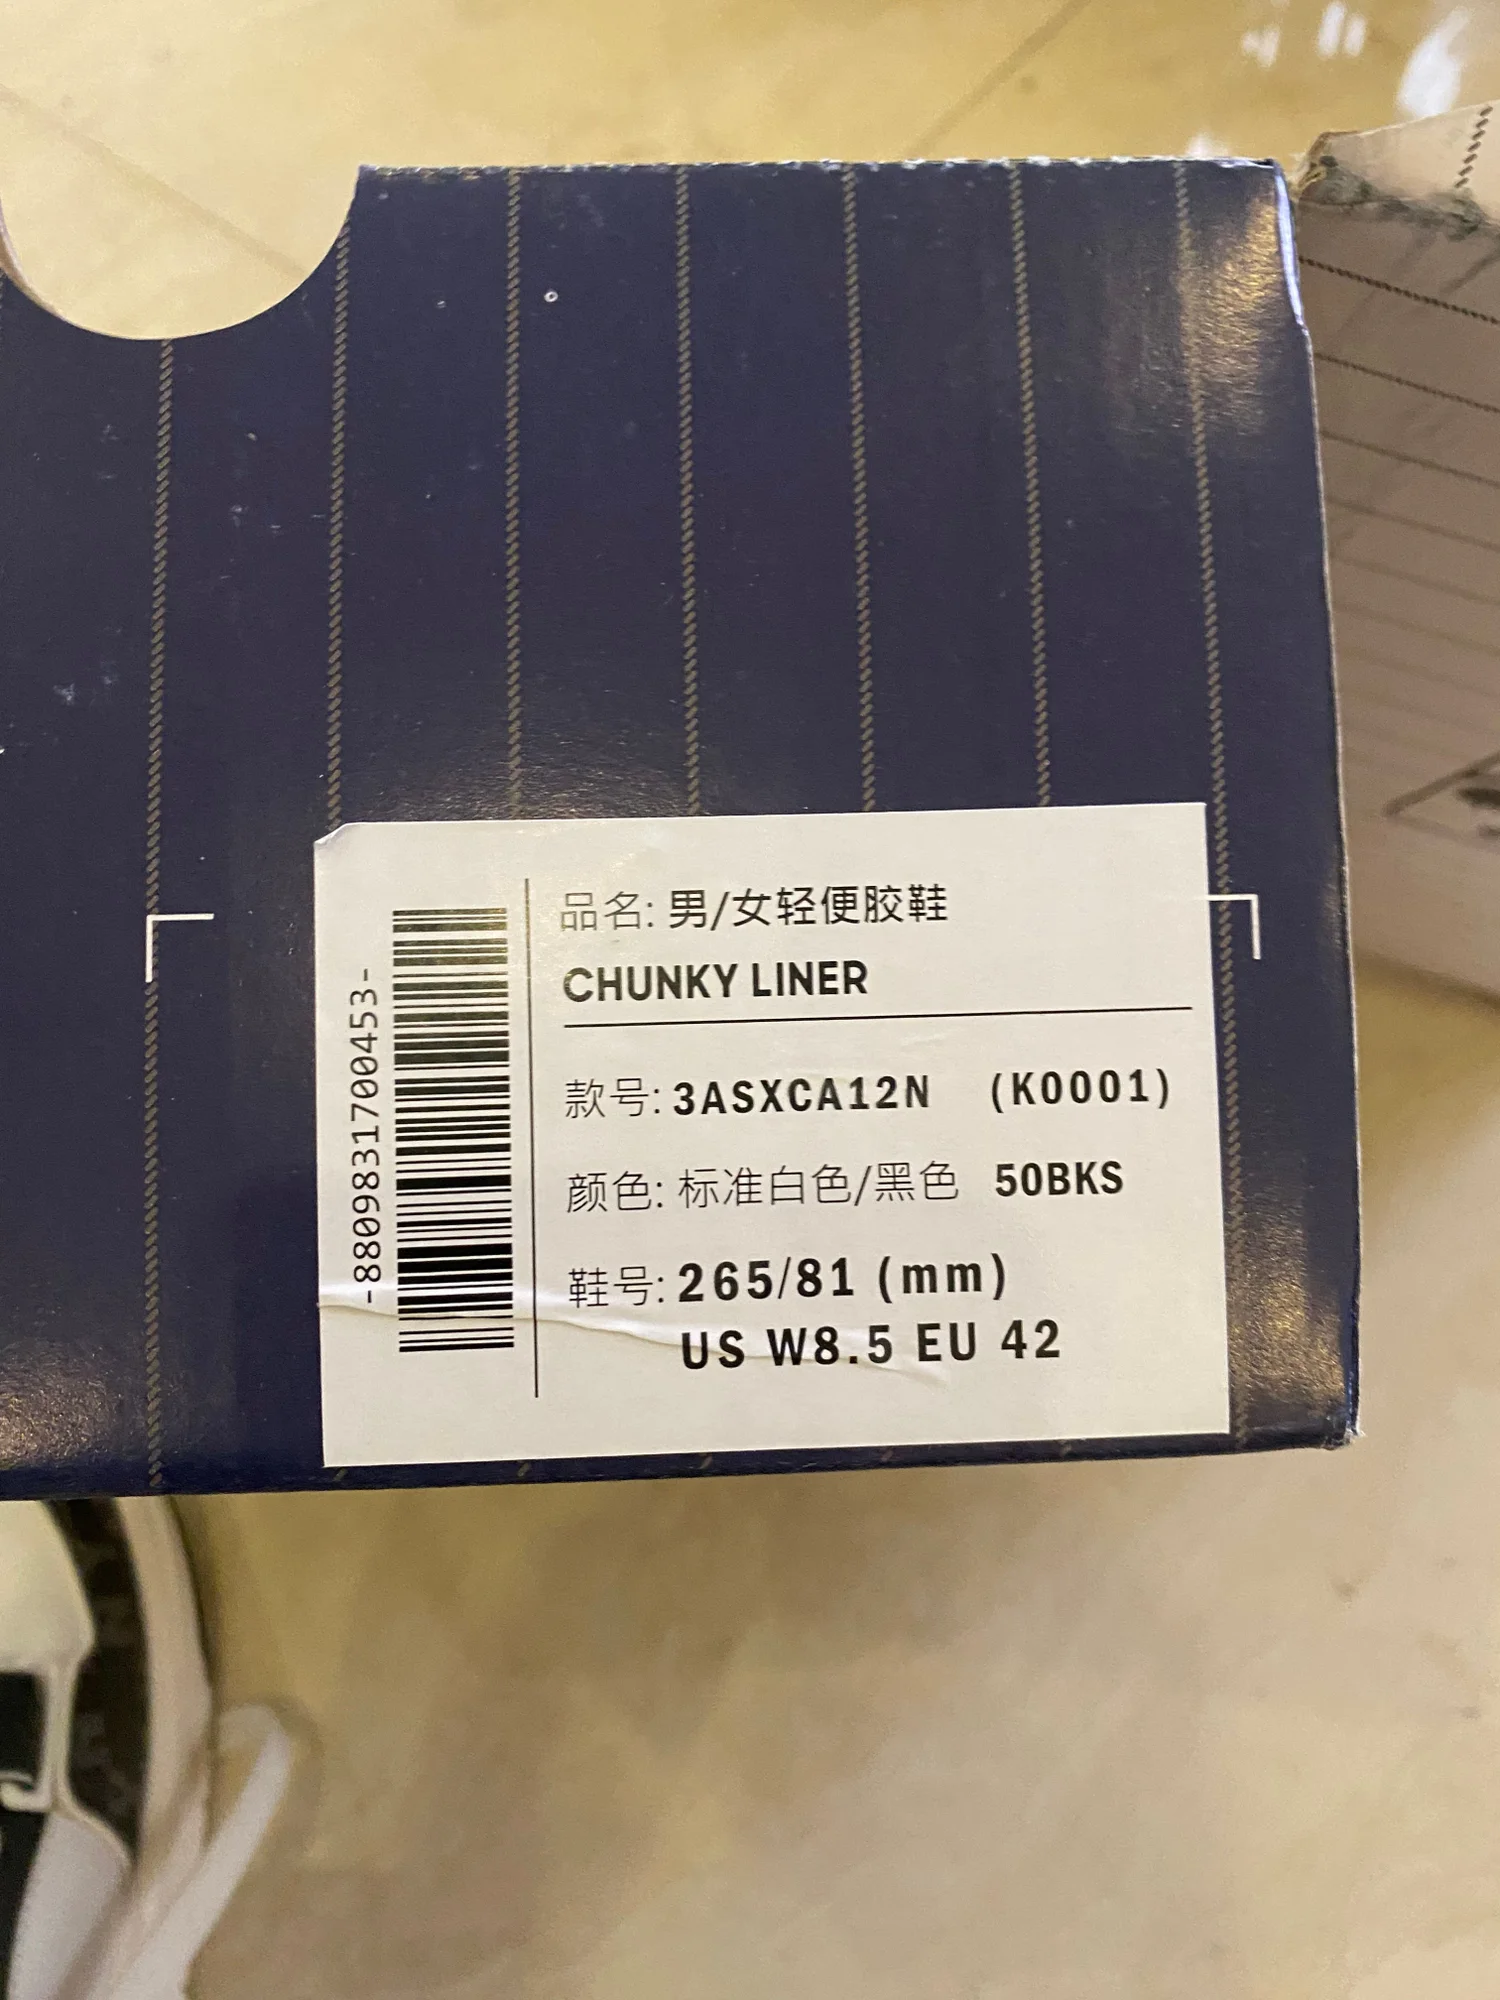 品名: 男/女轻便胶鞋
CHUNKY LINER
款号: 3ASXCA12N (K0001)
颜色: 标准白色/黑色 50BKS
鞋号: 265/81 (mm)
US W8.5 EU 42
-8809831700453-